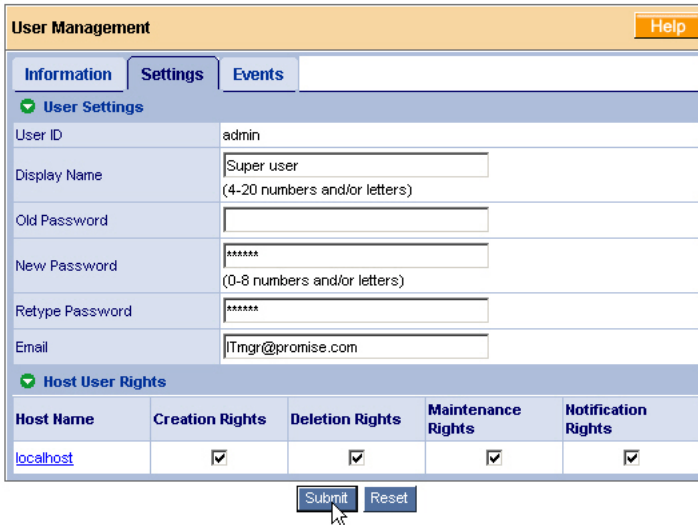 User Management
Help
Information Settings Events
User Settings
User ID admin
Display Name Super user
(4-20 numbers and/or letters)
Old Password
New Password ******
(0-8 numbers and/or letters)
Retype Password ******
Email ITmgr@promise.com
Host User Rights
Host Name Creation Rights Deletion Rights Maintenance Rights Notification Rights
localhost
Submit Reset